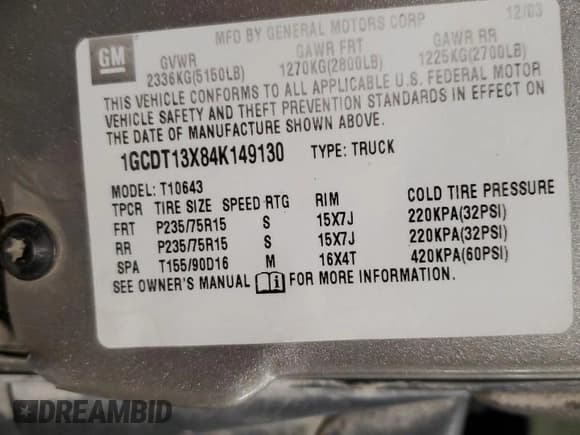 MFD BY GENERAL MOTORS CORP 12/03
GM
GVWR GAWR FRT GAWR RR
2336KG(5150LB) 1270KG(2800LB) 1225KG(2700LB)
THIS VEHICLE CONFORMS TO ALL APPLICABLE U.S. FEDERAL MOTOR
VEHICLE SAFETY AND THEFT PREVENTION STANDARDS IN EFFECT ON
THE DATE OF MANUFACTURE SHOWN ABOVE.
1GCDT13X84K149130 TYPE: TRUCK
MODEL: T10643
TPCR TIRE SIZE SPEED RTG RIM COLD TIRE PRESSURE
FRT P235/75R15 S 15X7J 220KPA(32PSI)
RR P235/75R15 S 15X7J 220KPA(32PSI)
SPA T155/90D16 M 16X4T 420KPA(60PSI)
SEE OWNER'S MANUAL FOR MORE INFORMATION.
DREAMBID